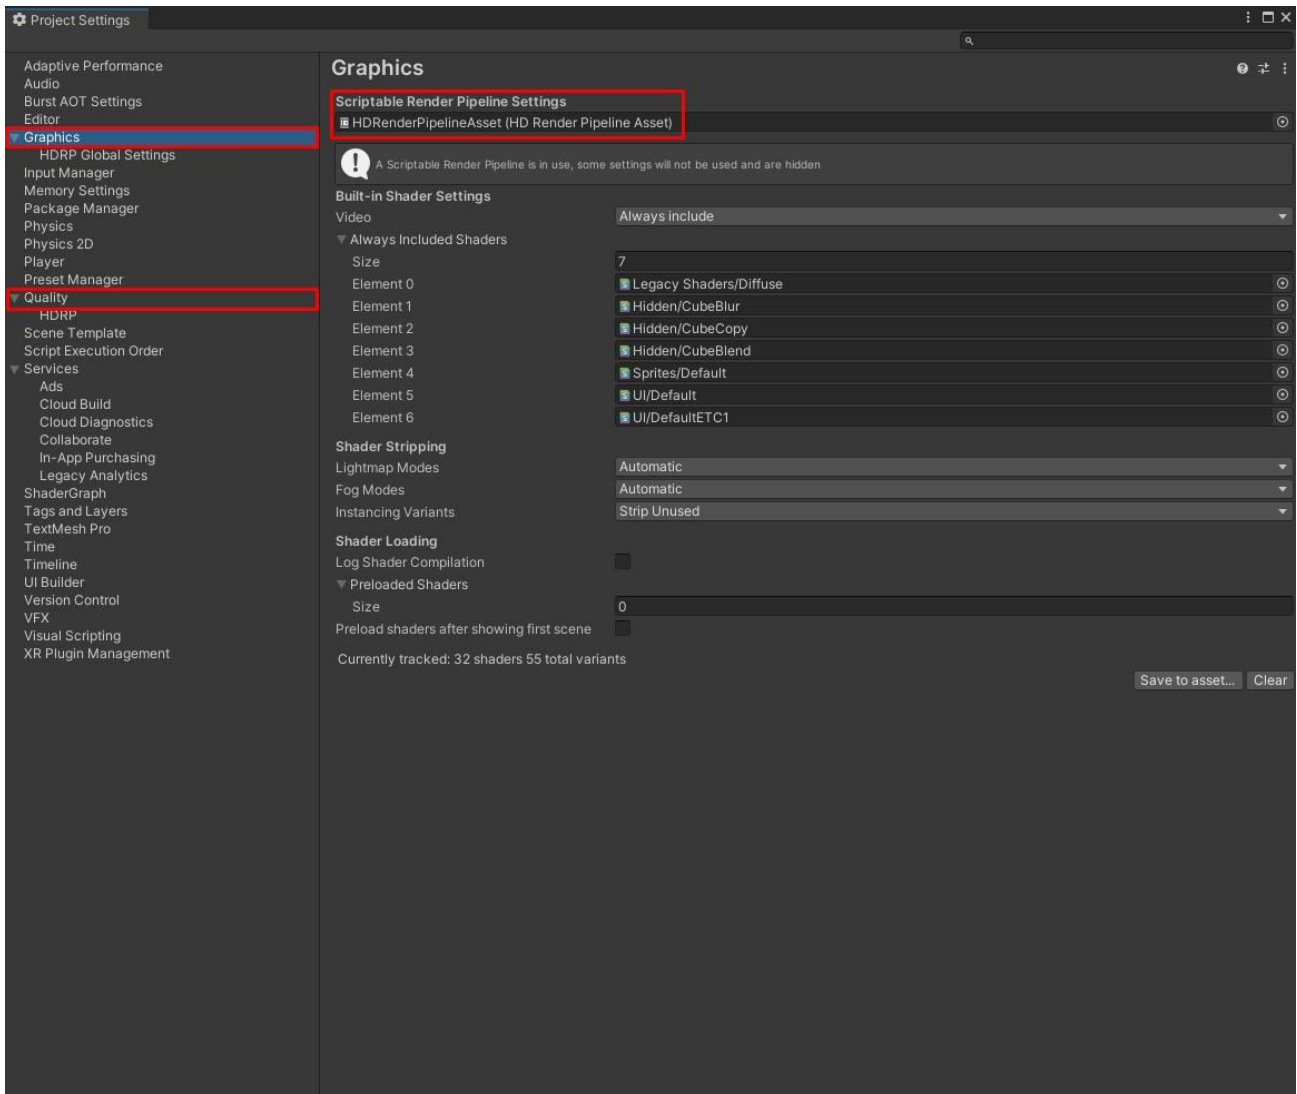 Project Settings
Adaptive Performance
Audio
Burst AOT Settings
Editor
Graphics
HDRP Global Settings
Input Manager
Memory Settings
Package Manager
Physics
Physics 2D
Player
Preset Manager
Quality
HDRP
Scene Template
Script Execution Order
Services
Ads
Cloud Build
Cloud Diagnostics
Collaborate
In-App Purchasing
Legacy Analytics
ShaderGraph
Tags and Layers
TextMesh Pro
Time
Timeline
UI Builder
Version Control
VFX
Visual Scripting
XR Plugin Management
Graphics
Scriptable Render Pipeline Settings
HDRenderPipelineAsset (HD Render Pipeline Asset)
A Scriptable Render Pipeline is in use, some settings will not be used and are hidden
Built-in Shader Settings
Video Always include
Always Included Shaders
Size 7
Element 0 Legacy Shaders/Diffuse
Element 1 Hidden/CubeBlur
Element 2 Hidden/CubeCopy
Element 3 Hidden/CubeBlend
Element 4 Sprites/Default
Element 5 UI/Default
Element 6 UI/DefaultETC1
Shader Stripping
Lightmap Modes Automatic
Fog Modes Automatic
Instancing Variants Strip Unused
Shader Loading
Log Shader Compilation
Preloaded Shaders
Size 0
Preload shaders after showing first scene
Currently tracked: 32 shaders 55 total variants
Save to asset... Clear